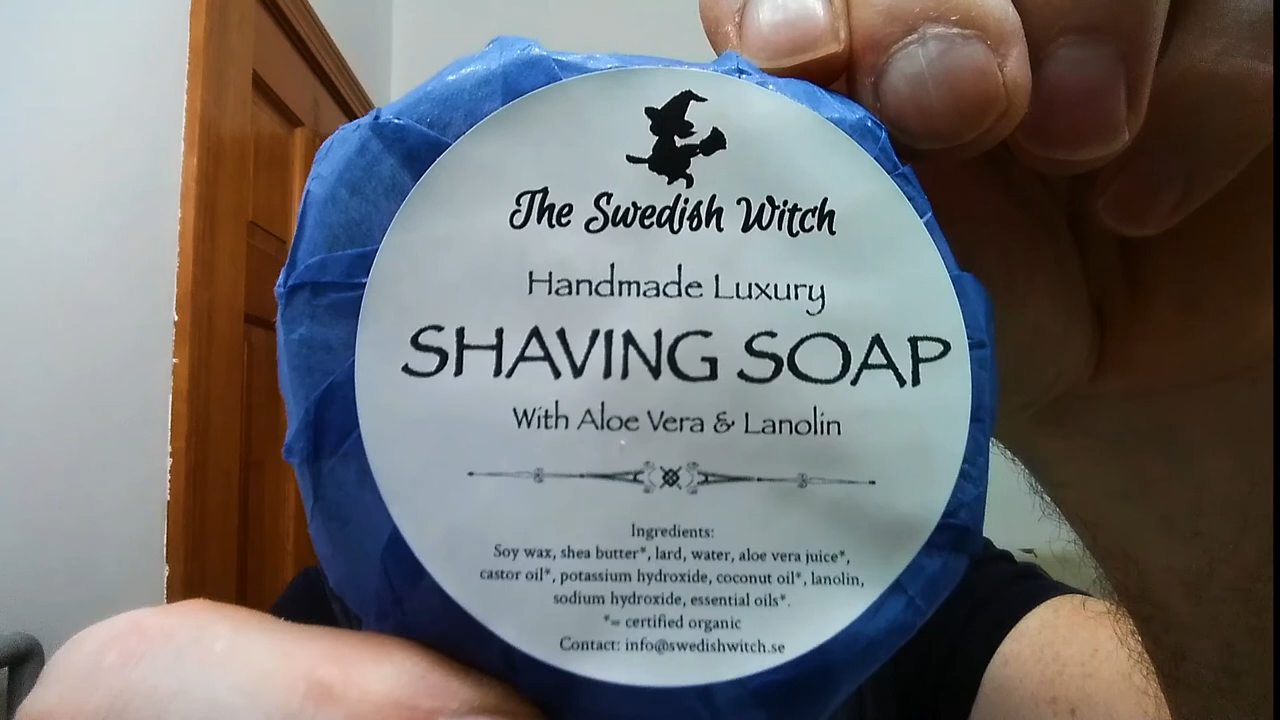 The Swedish Witch
Handmade Luxury
SHAVING SOAP
With Aloe Vera & Lanolin
Ingredients:
Soy wax, shea butter*, lard, water, aloe vera juice*,
castor oil*, potassium hydroxide, coconut oil*, lanolin,
sodium hydroxide, essential oils*.
*= certified organic
Contact: info@swedishwitch.se